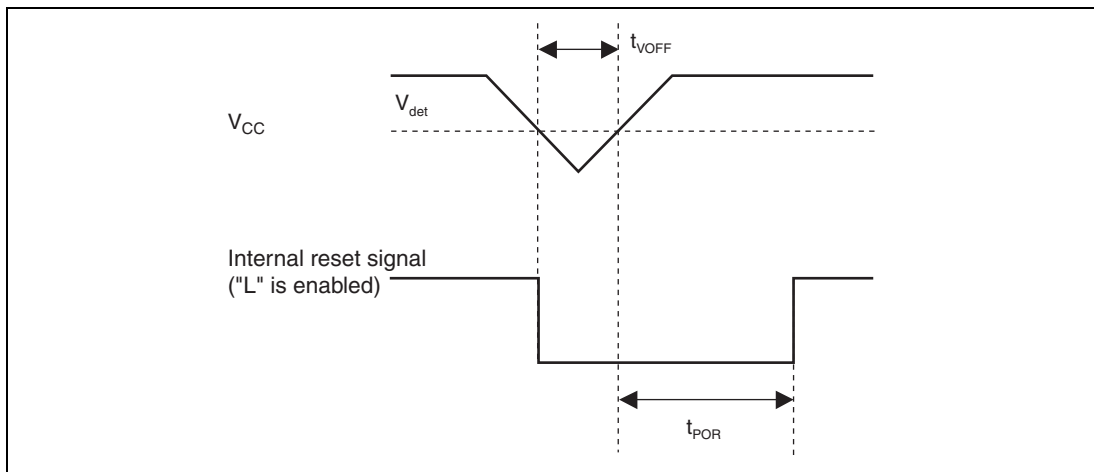 tVOFF
Vdet
VCC
Internal reset signal
("L" is enabled)
tPOR